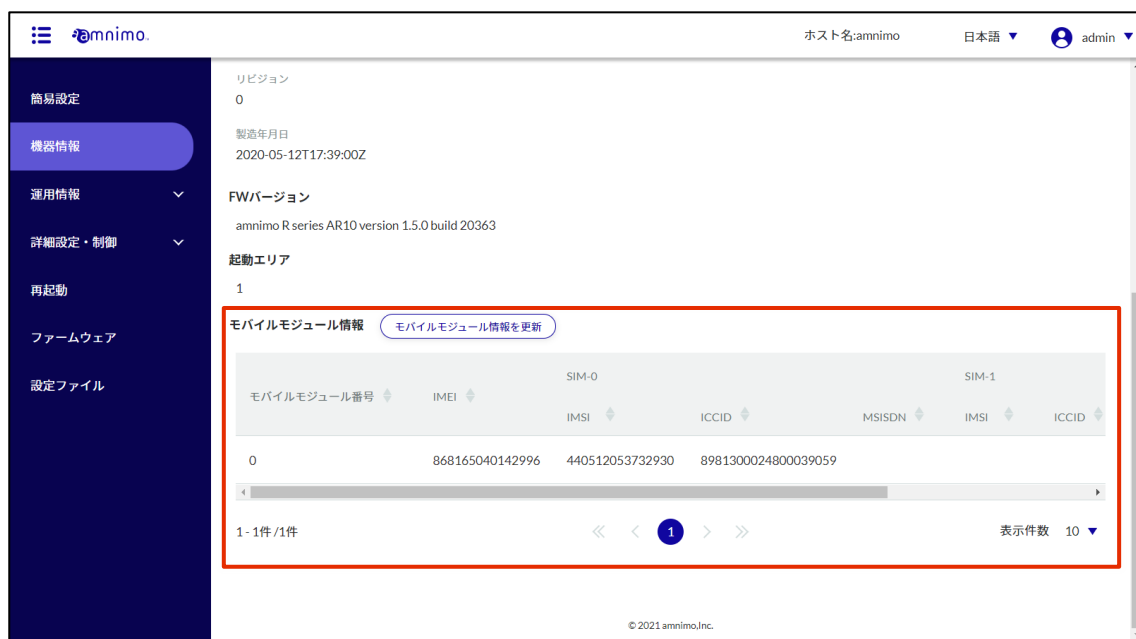 amnimo.
ホスト名:amnimo
日本語 ▼
admin ▼
簡易設定
機器情報
運用情報
詳細設定・制御
再起動
ファームウェア
設定ファイル
リビジョン
0
製造年月日
2020-05-12T17:39:00Z
FWバージョン
amnimo R series AR10 version 1.5.0 build 20363
起動エリア
1
モバイルモジュール情報 モバイルモジュール情報を更新
SIM-0 SIM-1
モバイルモジュール番号 IMEI
IMSI ICCID MSISDN IMSI ICCID
0 868165040142996 440512053732930 8981300024800039059
1 - 1件 /1件 << < 1 > >> 表示件数 10 ▼
© 2021 amnimo,Inc.